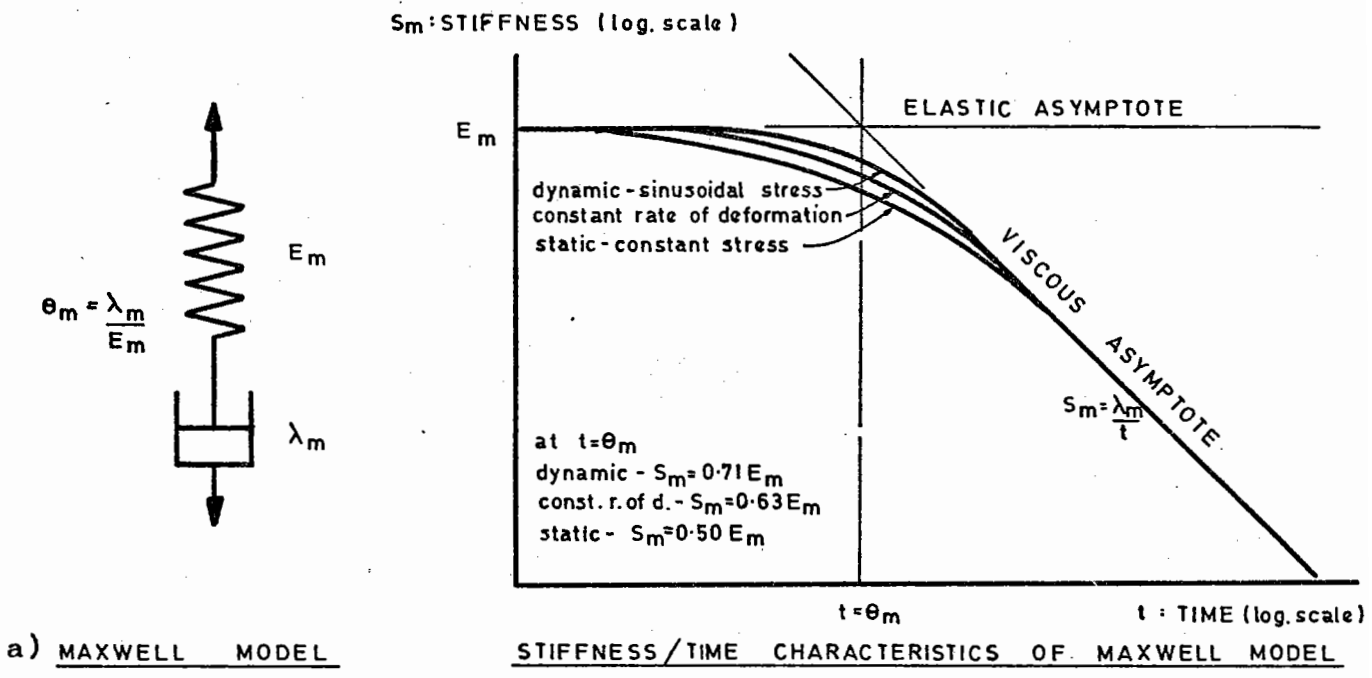 Sm: STIFFNESS (log. scale)
ELASTIC ASYMPTOTE
Em
dynamic - sinusoidal stress
constant rate of deformation
static - constant stress
Em
θm = λm
Em
λm
VISCOUS ASYMPTOTE
Sm = λm
t
at t=θm
dynamic - Sm=0·71 Em
const. r. of d. - Sm=0·63 Em
static - Sm=0·50 Em
t=θm
t : TIME (log. scale)
a) MAXWELL MODEL
STIFFNESS/TIME CHARACTERISTICS OF MAXWELL MODEL